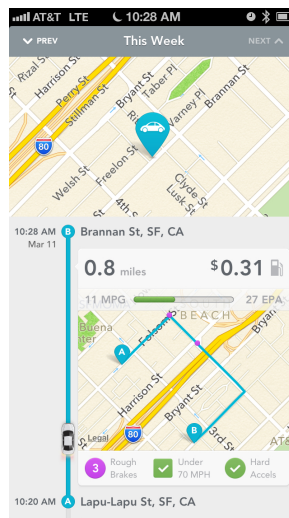 AT&T LTE 10:28 AM
PREV This Week NEXT
Rizal St
Harrison St
Perry St
Stillman St
Bryant St
Taber Pl
Varney Pl
Brannan St
80
Freelon St
Welsh St
4th
Clyde St
Lusk St
10:28 AM B Brannan St, SF, CA
Mar 11
0.8 miles $0.31
11 MPG 27 EPA
BEACH
Buena
Folsom
Bryan
A
Harrison St
Bryant St
80
B
3rd St
AT&
Legal
3 Rough Brakes
Under 70 MPH
Hard Accels
10:20 AM A Lapu-Lapu St, SF, CA